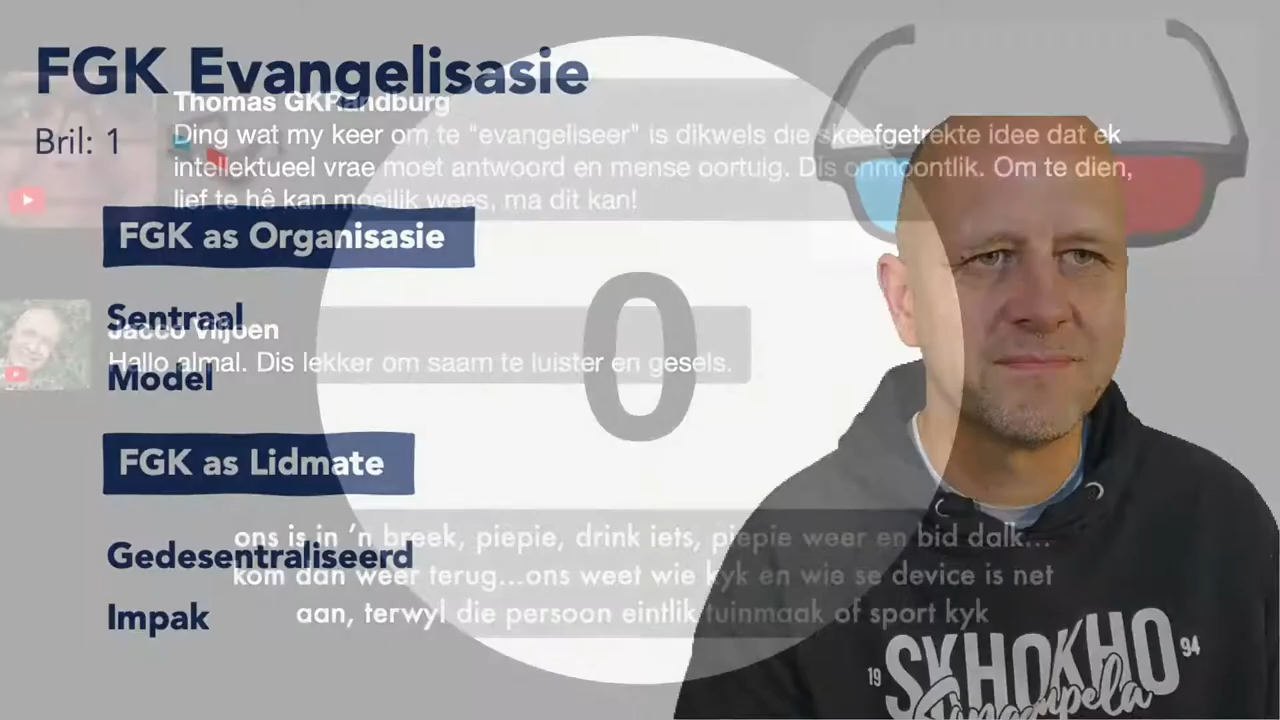 FGK Evangelisasie
Thomas GKRandburg
Bril: 1
Ding wat my keer om te "evangeliseer" is dikwels die skeefgetrekte idee dat ek
intellektueel vrae moet antwoord en mense oortuig. Dis onmoontlik. Om te dien,
lief te hê kan moeilik wees, ma dit kan!
FGK as Organisasie
Sentraal
Jacco Viljoen
Hallo almal. Dis lekker om saam te luister en gesels.
Model
0
FGK as Lidmate
ons is in 'n breek, piepie, drink iets, piepie weer en bid dalk...
Gedesentraliseerd
kom dan weer terug...ons weet wie kyk en wie se device is net
aan, terwyl die persoon eintlik tuinmaak of sport kyk
Impak
19 SKHOKHO 94